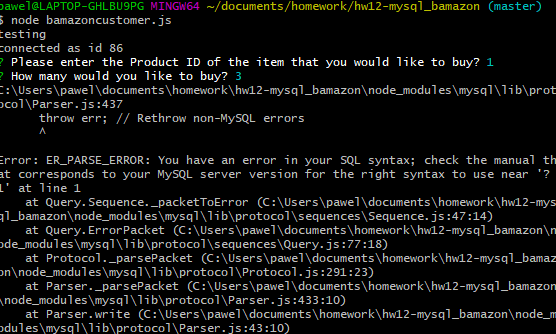 pawel@LAPTOP-GHLBU9PG MINGW64 ~/documents/homework/hw12-mysql_bamazon (master)
$ node bamazoncustomer.js
testing
connected as id 86
? Please enter the Product ID of the item that you would like to buy? 1
? How many would you like to buy? 3
C:\Users\pawel\documents\homework\hw12-mysql_bamazon\node_modules\mysql\lib\prot
ocol\Parser.js:437
throw err; // Rethrow non-MySQL errors
^
Error: ER_PARSE_ERROR: You have an error in your SQL syntax; check the manual th
at corresponds to your MySQL server version for the right syntax to use near '?
1' at line 1
at Query.Sequence._packetToError (C:\Users\pawel\documents\homework\hw12-mys
ql_bamazon\node_modules\mysql\lib\protocol\sequences\Sequence.js:47:14)
at Query.ErrorPacket (C:\Users\pawel\documents\homework\hw12-mysql_bamazon\n
ode_modules\mysql\lib\protocol\sequences\Query.js:77:18)
at Protocol._parsePacket (C:\Users\pawel\documents\homework\hw12-mysql_bamaz
on\node_modules\mysql\lib\protocol\Protocol.js:291:23)
at Parser._parsePacket (C:\Users\pawel\documents\homework\hw12-mysql_bamazon
\node_modules\mysql\lib\protocol\Parser.js:433:10)
at Parser.write (C:\Users\pawel\documents\homework\hw12-mysql_bamazon\node_m
odules\mysql\lib\protocol\Parser.js:43:10)